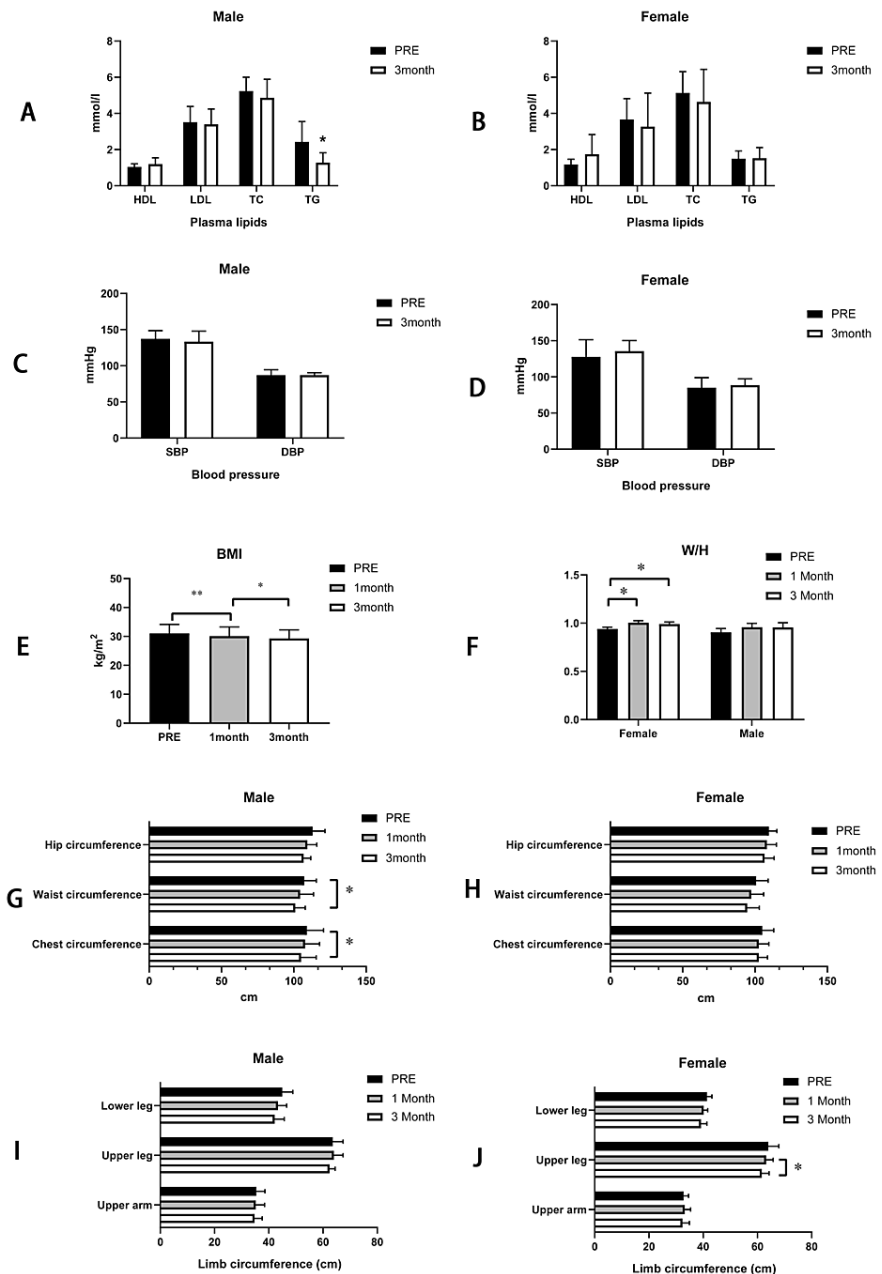 Male
A
mmol/l
8
6
4
2
0
HDL LDL TC TG
*
Plasma lipids
PRE
3month
Female
B
mmol/l
8
6
4
2
0
HDL LDL TC TG
Plasma lipids
PRE
3month
Male
C
mmHg
200
150
100
50
0
SBP DBP
Blood pressure
PRE
3month
Female
D
mmHg
200
150
100
50
0
SBP DBP
Blood pressure
PRE
3month
BMI
E
kg/m²
50
40
30
20
10
0
** *
PRE 1month 3month
PRE
1month
3month
W/H
F
1.5
1.0
0.5
0.0
*
*
Female Male
PRE
1 Month
3 Month
Male
G
Hip circumference
Waist circumference
Chest circumference
*
*
0 50 100 150
cm
PRE
1month
3month
Female
H
Hip circumference
Waist circumference
Chest circumference
0 50 100 150
cm
PRE
1month
3month
Male
I
Lower leg
Upper leg
Upper arm
0 20 40 60 80
Limb circumference (cm)
PRE
1 Month
3 Month
Female
J
Lower leg
Upper leg
Upper arm
*
0 20 40 60 80
Limb circumference (cm)
PRE
1 Month
3 Month